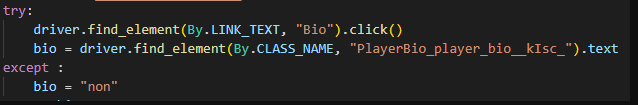 try:
    driver.find_element(By.LINK_TEXT, "Bio").click()
    bio = driver.find_element(By.CLASS_NAME, "PlayerBio_player_bio__kIsc_").text
except :
    bio = "non"